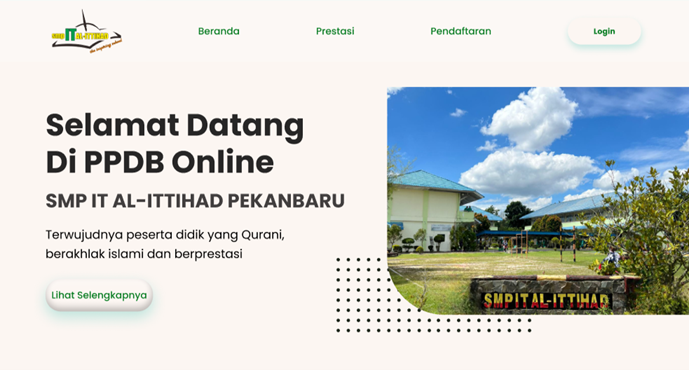 SMP IT AL-ITTIHAD
Beranda
Prestasi
Pendaftaran
Login
Selamat Datang
Di PPDB Online
SMP IT AL-ITTIHAD PEKANBARU
Terwujudnya peserta didik yang Qurani,
berakhlak islami dan berprestasi
Lihat Selengkapnya
SMP IT AL-ITTIHAD